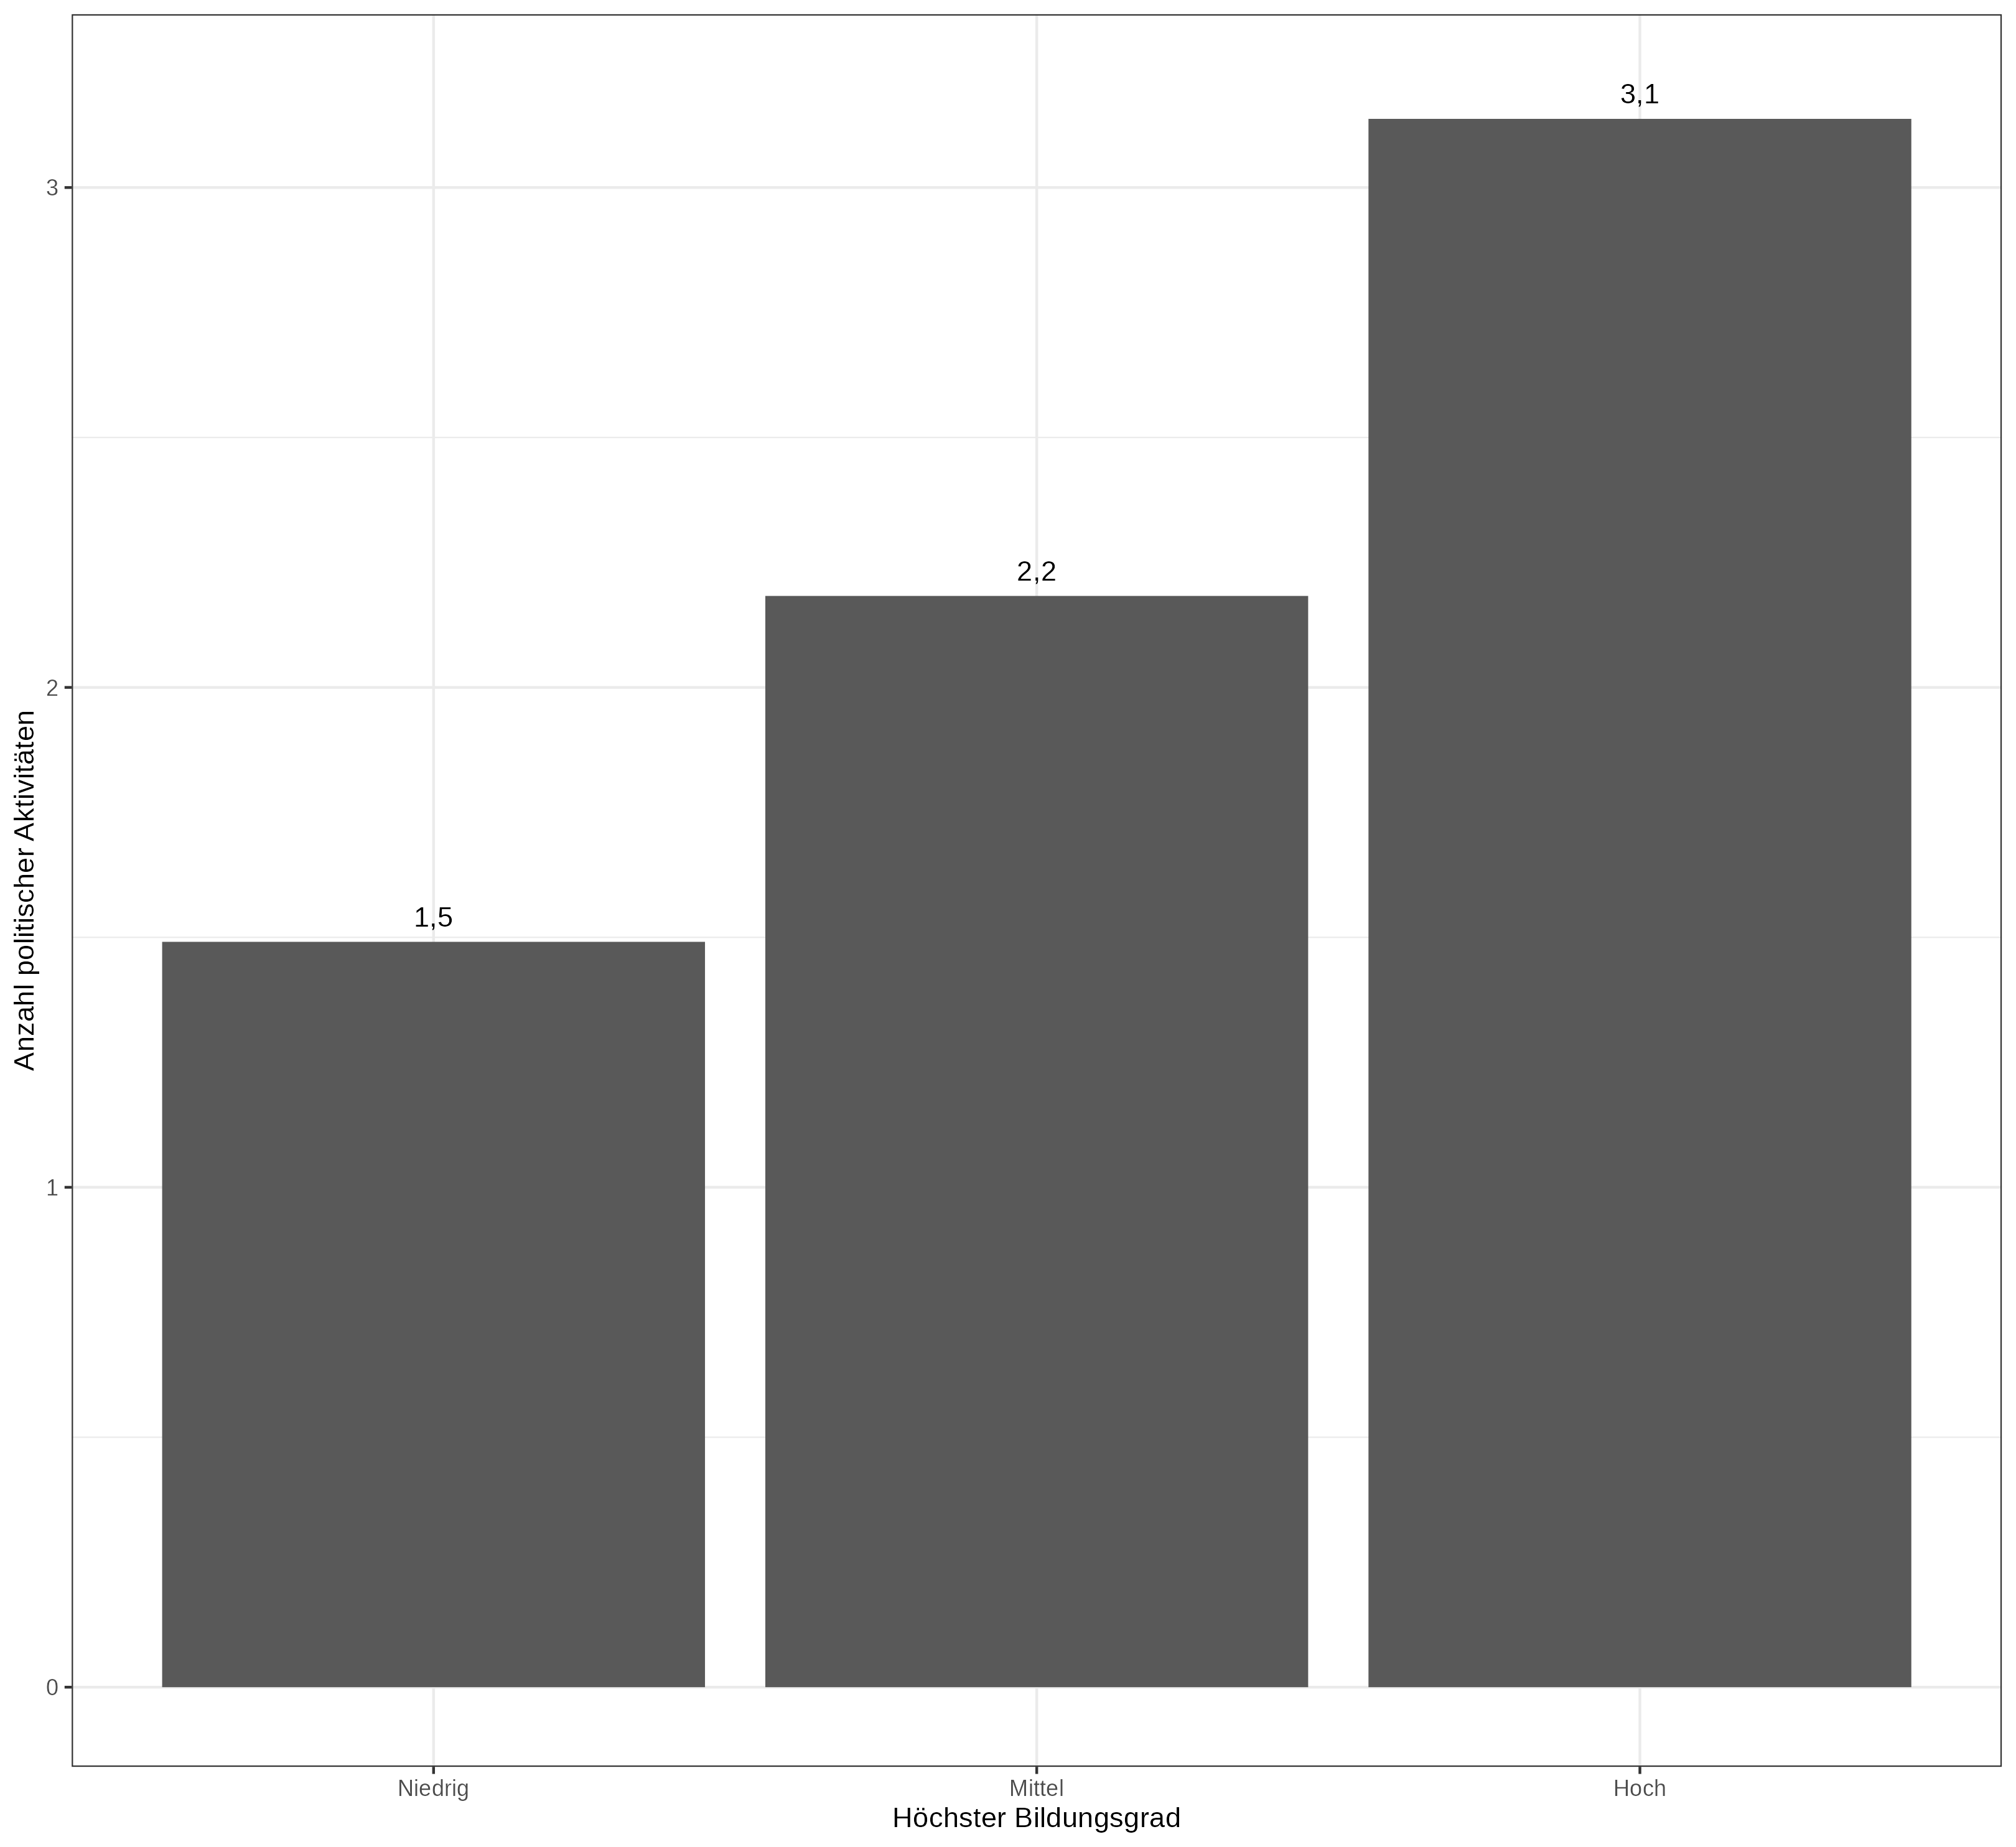 3,1
3
2,2
2
1,5
1
0
Anzahl politischer Aktivitäten
Niedrig Mittel Hoch
Höchster Bildungsgrad